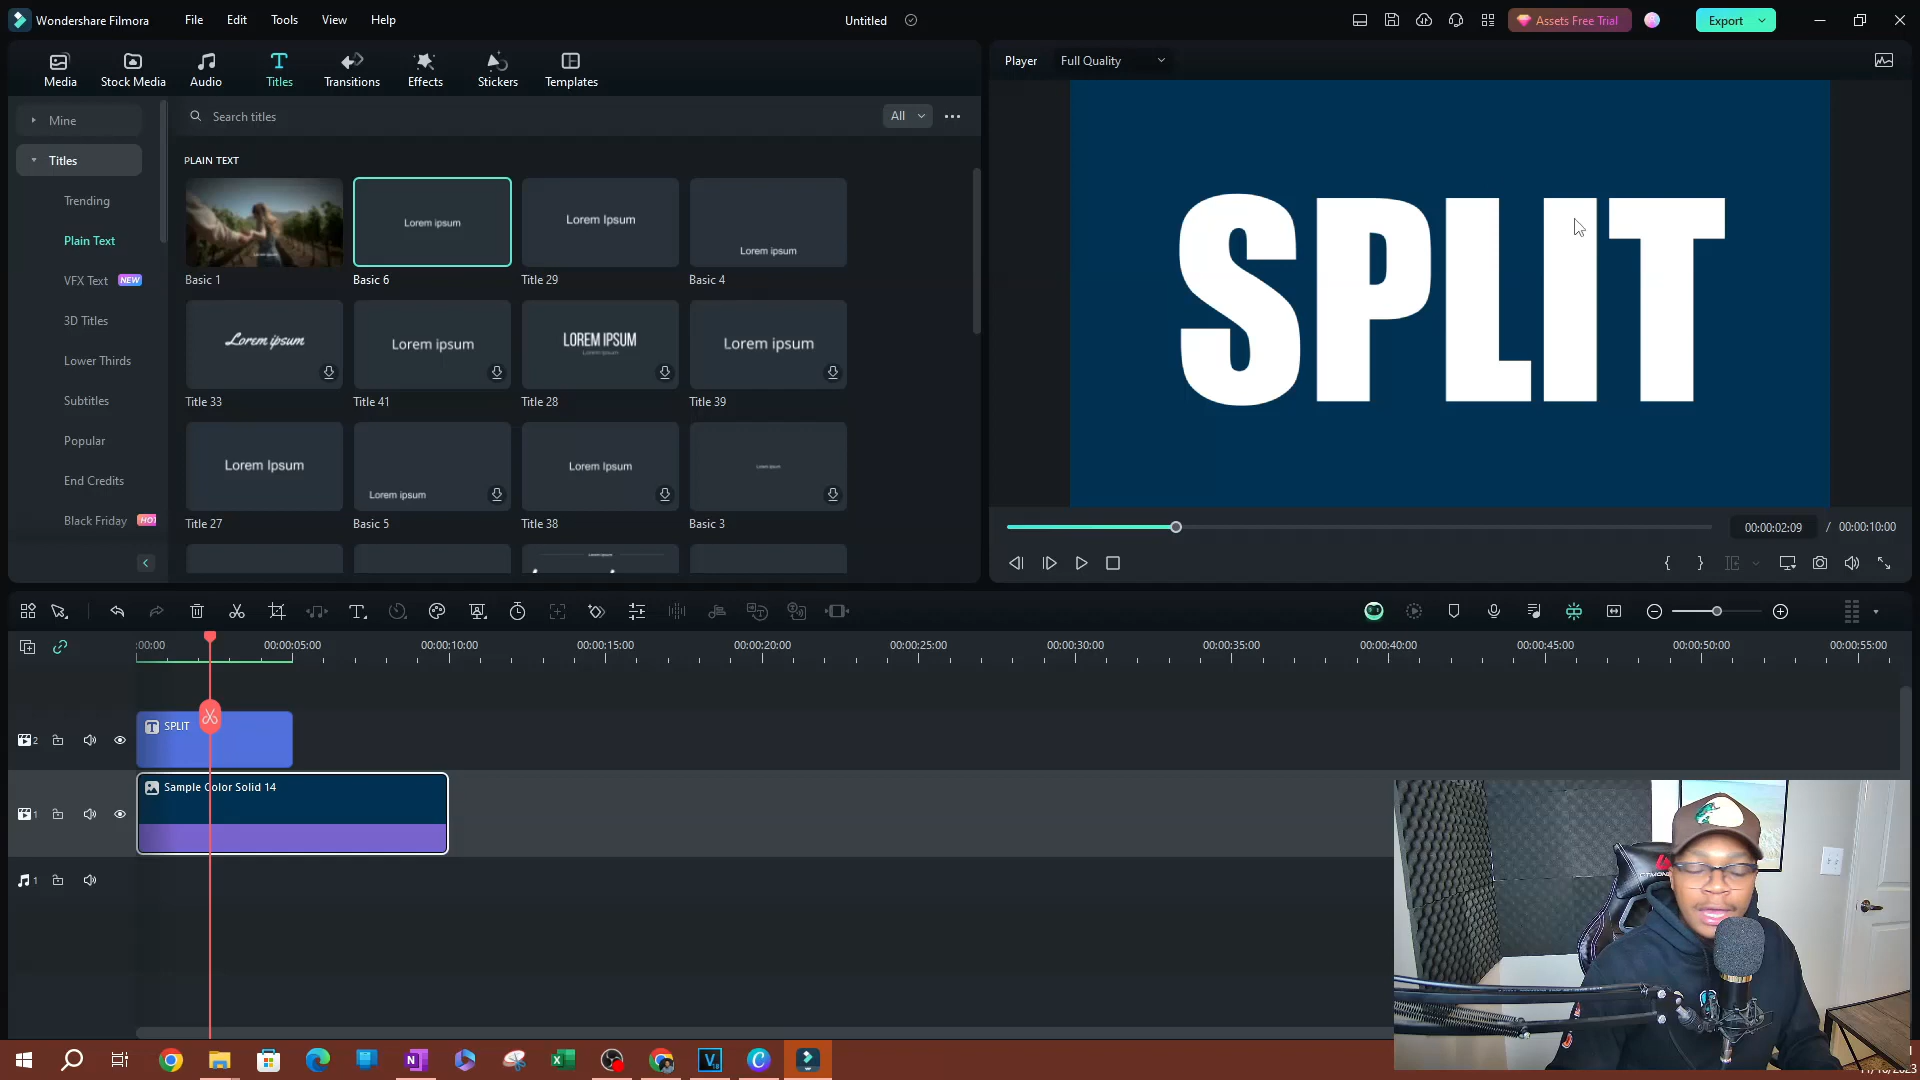 Wondershare Filmora
File
Edit
Tools
View
Help
Untitled
Assets Free Trial
Export
Media
Stock Media
Audio
Titles
Transitions
Effects
Stickers
Templates
Player
Full Quality
Mine
Titles
Trending
Plain Text
VFX Text NEW
3D Titles
Lower Thirds
Subtitles
Popular
End Credits
Black Friday HOT
Search titles
All
PLAIN TEXT
Lorem ipsum
Lorem Ipsum
Lorem ipsum
Basic 1
Basic 6
Title 29
Basic 4
Lorem ipsum
Lorem ipsum
LOREM IPSUM
Lorem ipsum
Title 33
Title 41
Title 28
Title 39
Lorem Ipsum
Lorem ipsum
Lorem ipsum
Title 27
Basic 5
Title 38
Basic 3
SPLIT
00:00:02:09 / 00:00:10:00
:00:00
00:00:05:00
00:00:10:00
00:00:15:00
00:00:20:00
00:00:25:00
00:00:30:00
00:00:35:00
00:00:40:00
00:00:45:00
00:00:50:00
00:00:55:00
2
SPLIT
1
Sample Color Solid 14
1